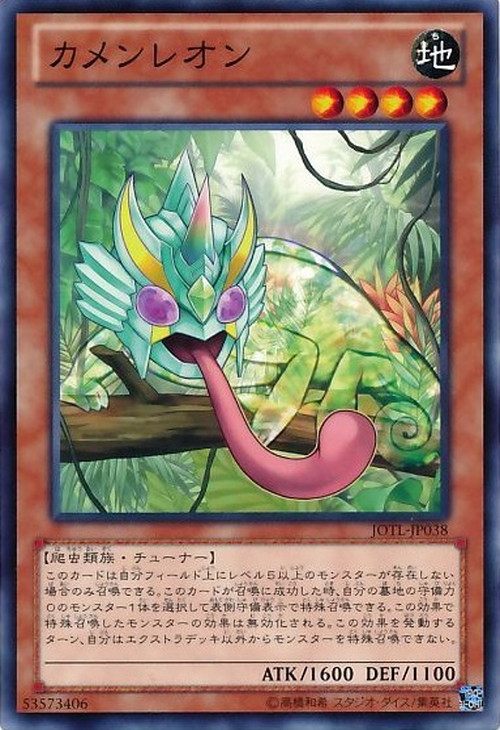 カメンレオン
地
JOTL-JP038
【爬虫類族・チューナー】
このカードは自分フィールド上にレベル５以上のモンスターが存在しない
場合のみ召喚できる。このカードが召喚に成功した時、自分の墓地の守備力
０のモンスター１体を選択して表側守備表示で特殊召喚できる。この効果で
特殊召喚したモンスターの効果は無効化される。この効果を発動する
ターン、自分はエクストラデッキ以外からモンスターを特殊召喚できない。
ATK/1600 DEF/1100
53573406
©高橋和希 スタジオ・ダイス/集英社